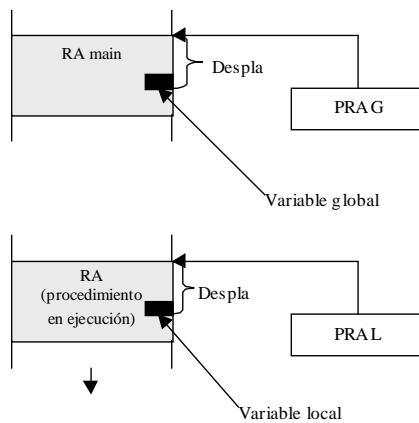 RA main
Despla
PRAG
Variable global
RA
(procedimiento
en ejecución)
Despla
PRAL
Variable local